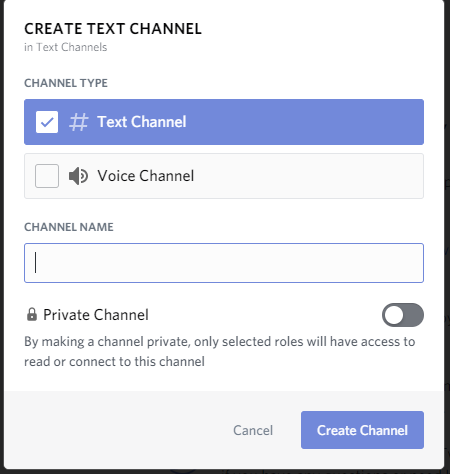 CREATE TEXT CHANNEL
in Text Channels
CHANNEL TYPE
# Text Channel
Voice Channel
CHANNEL NAME
Private Channel
By making a channel private, only selected roles will have access to
read or connect to this channel
Cancel
Create Channel